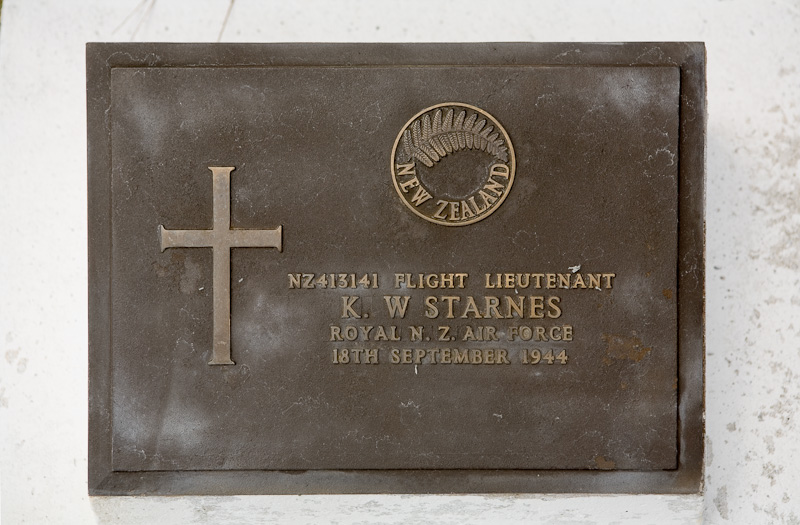 NEW ZEALAND
NZ413141 FLIGHT LIEUTENANT
K. W STARNES
ROYAL N. Z. AIR FORCE
18TH SEPTEMBER 1944